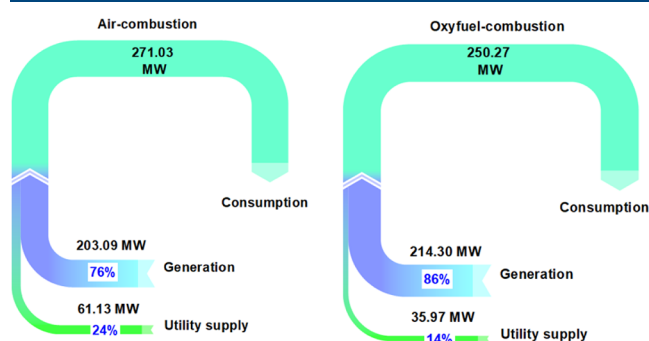 Air-combustion
271.03
MW
Consumption
203.09 MW
76%
Generation
61.13 MW
24%
Utility supply
Oxyfuel-combustion
250.27
MW
Consumption
214.30 MW
86%
Generation
35.97 MW
14%
Utility supply